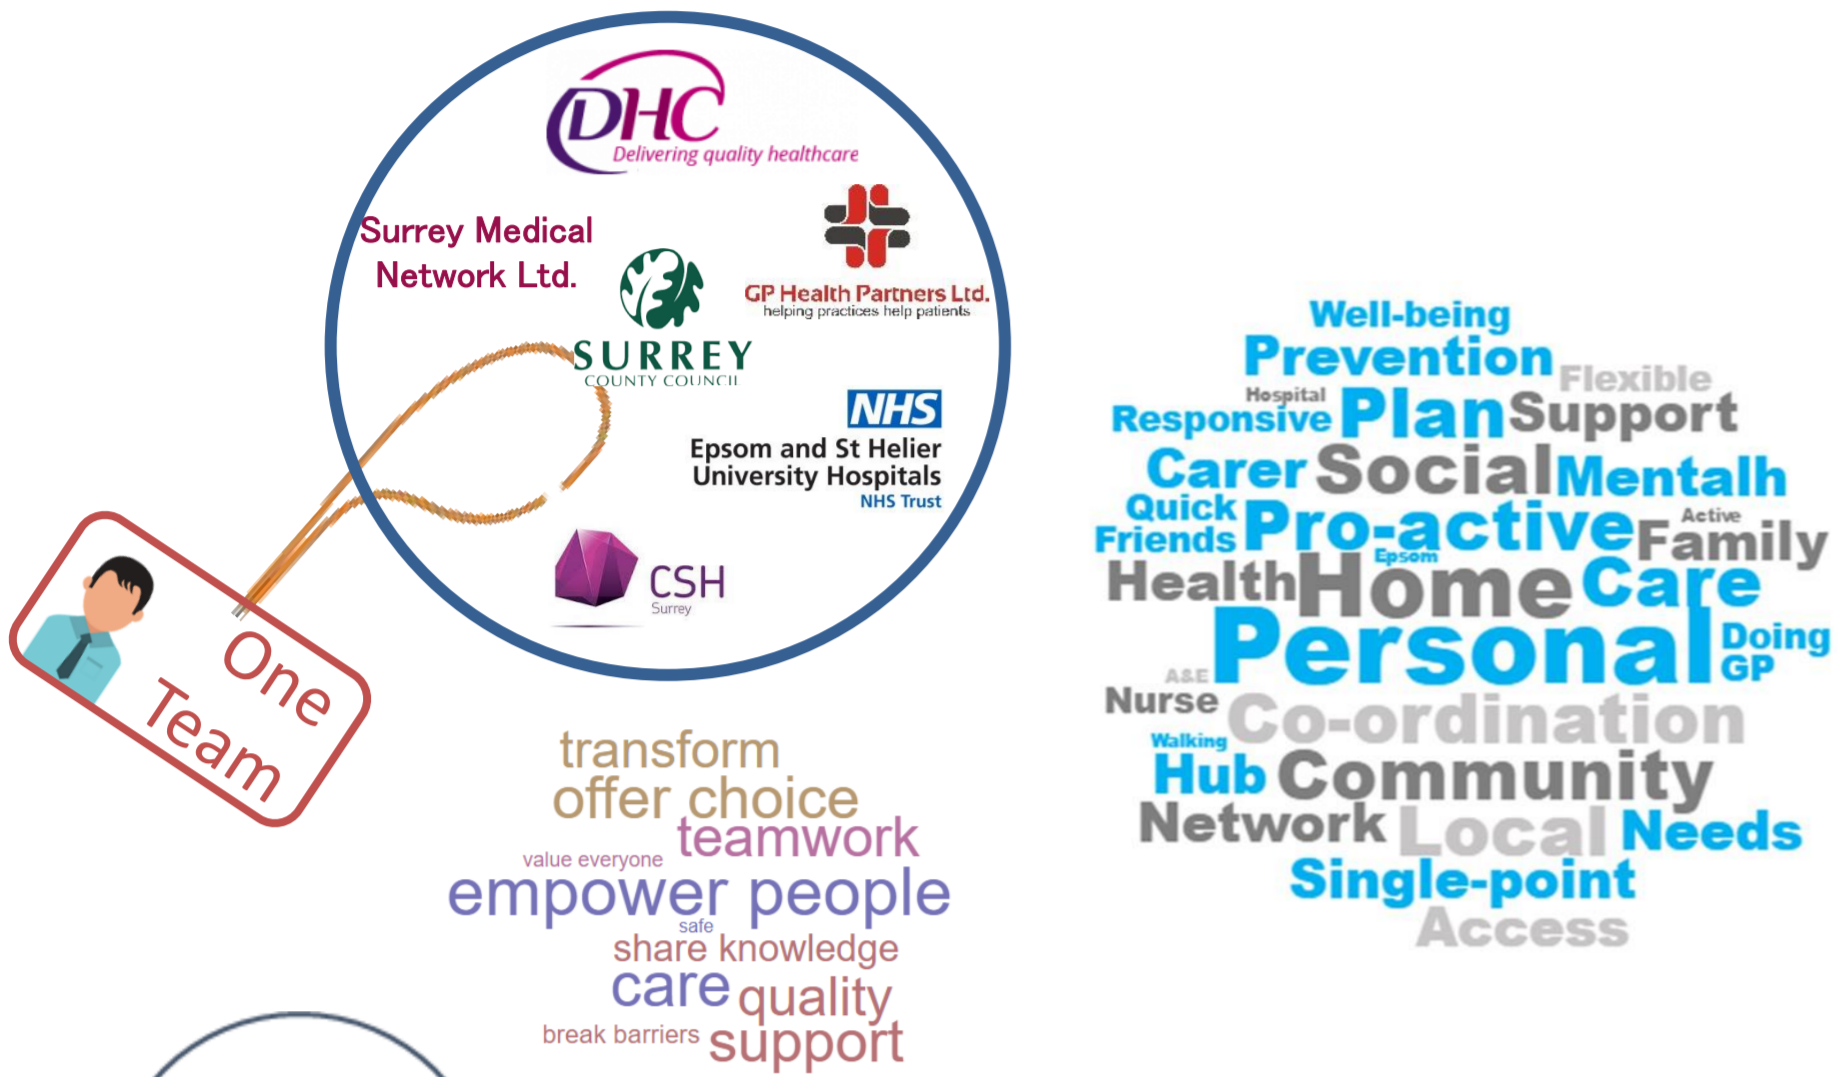 DHC
Delivering quality healthcare
Surrey Medical
Network Ltd.
GP Health Partners Ltd.
helping practices help patients
SURREY
COUNTY COUNCIL
NHS
Epsom and St Helier
University Hospitals
NHS Trust
CSH
Surrey
One
Team
transform
offer choice
teamwork
value everyone
empower people
safe
share knowledge
care quality
break barriers support
Well-being
Prevention Flexible
Hospital
Responsive Plan Support
Carer Social Mentalh
Quick
Friends Pro-active Active
Family
Epsom
Health Home Care
Personal Doing
GP
A&E
Nurse Co-ordination
Walking
Hub Community
Network Local Needs
Single-point
Access